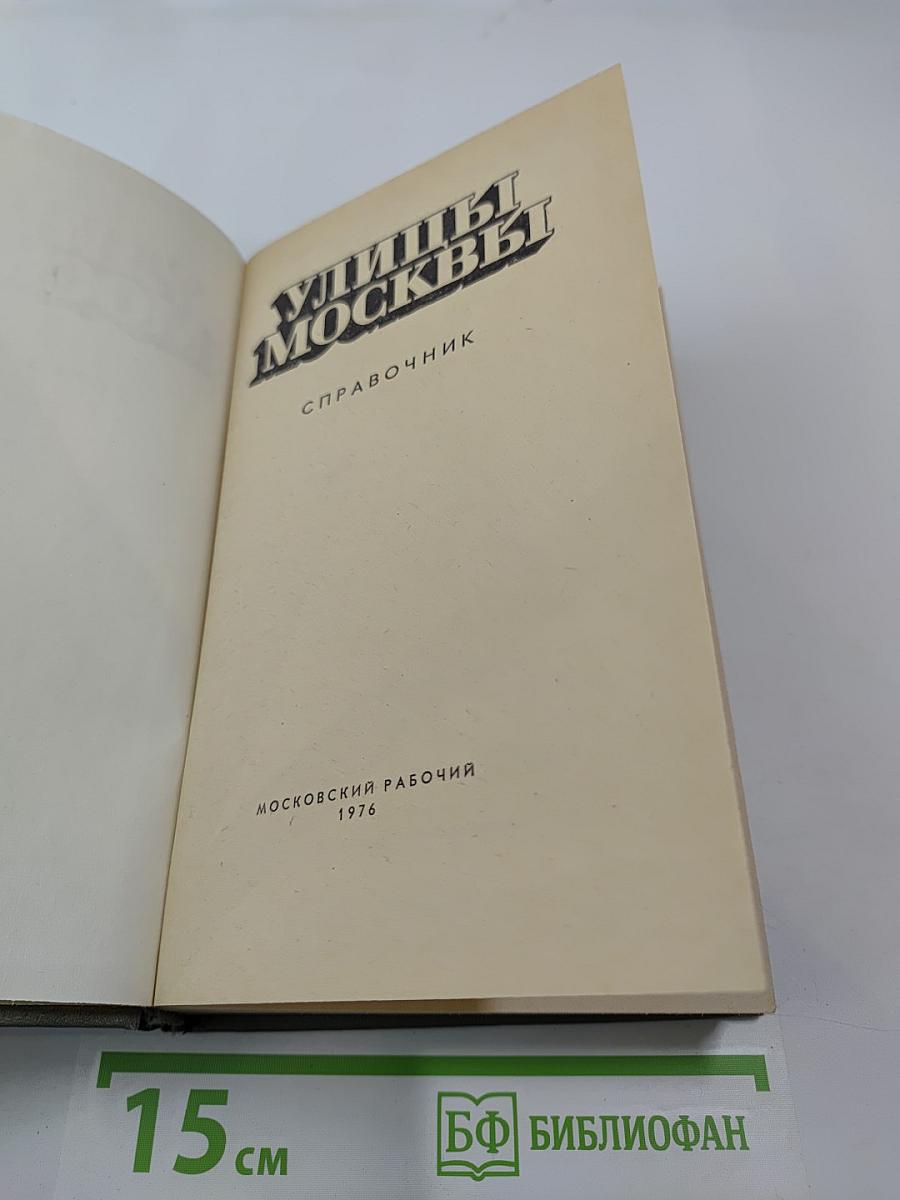 УЛИЦЫ
МОСКВЫ
СПРАВОЧНИК
МОСКОВСКИЙ РАБОЧИЙ
1976
15 см
БФ БИБЛИОФАН